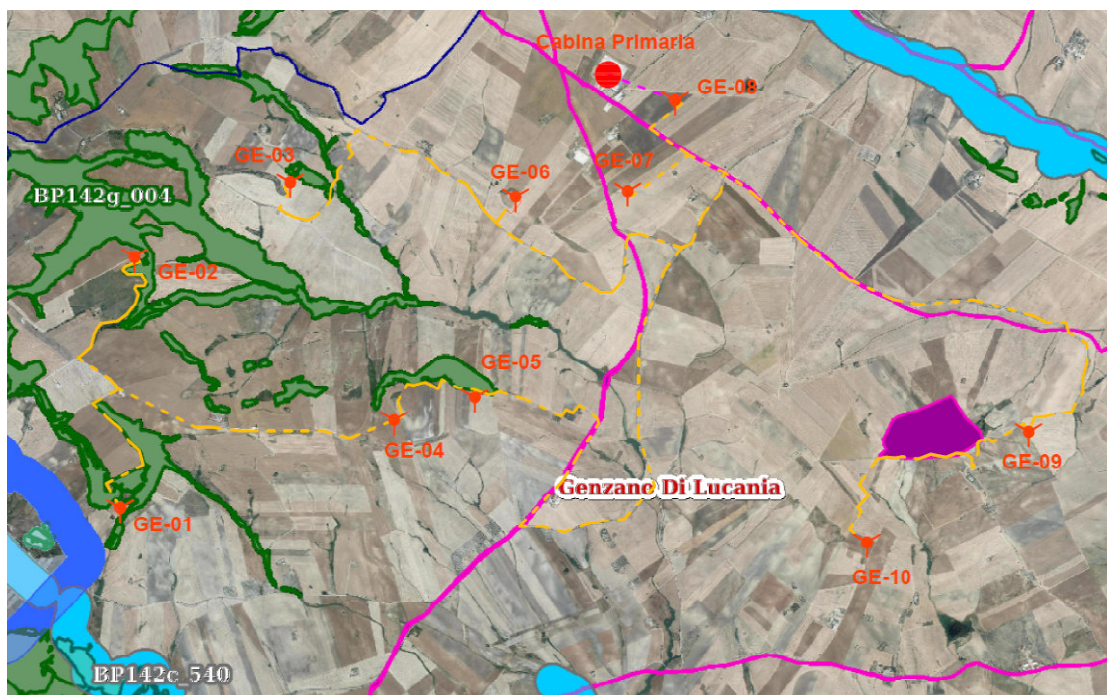 Cabina Primaria
GE-08
GE-03
GE-07
GE-06
BP142g_004
GE-02
GE-05
GE-04
Genzano Di Lucania
GE-09
GE-01
GE-10
BP142c_540